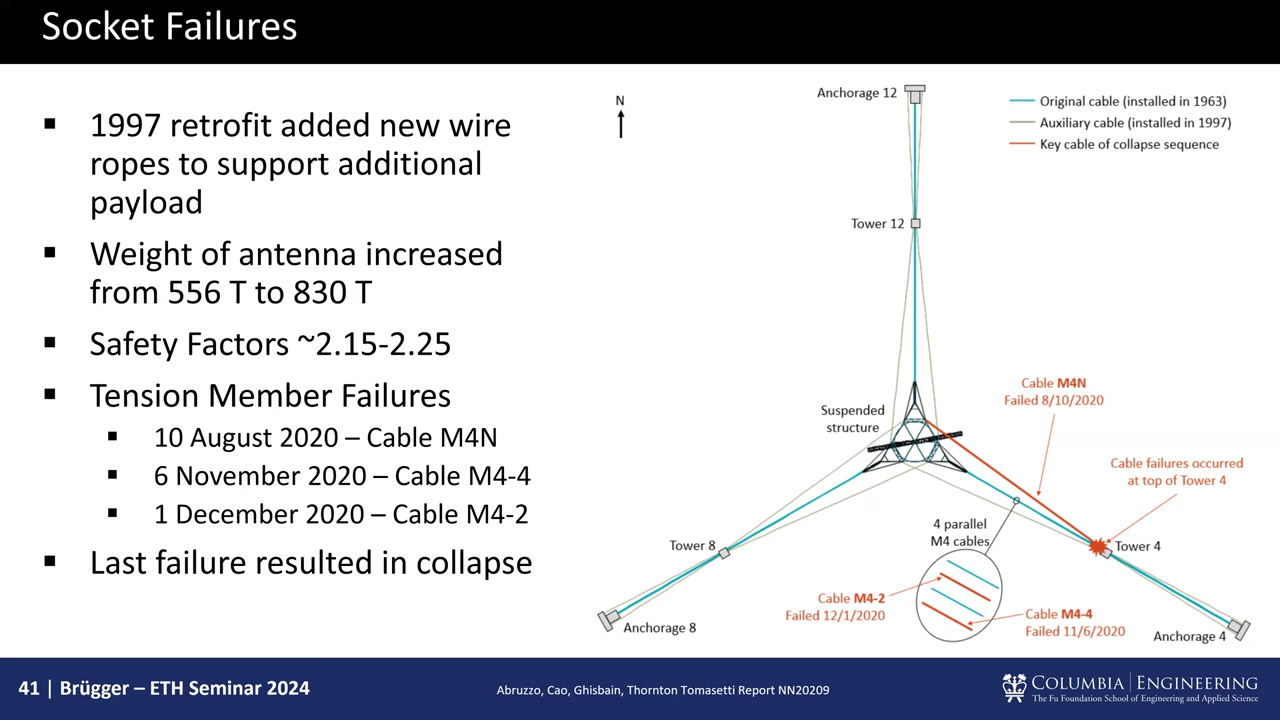 Socket Failures
▪ 1997 retrofit added new wire
ropes to support additional
payload
▪ Weight of antenna increased
from 556 T to 830 T
▪ Safety Factors ~2.15-2.25
▪ Tension Member Failures
▪ 10 August 2020 – Cable M4N
▪ 6 November 2020 – Cable M4-4
▪ 1 December 2020 – Cable M4-2
▪ Last failure resulted in collapse
N
Anchorage 12
Original cable (installed in 1963)
Auxiliary cable (installed in 1997)
Key cable of collapse sequence
Tower 12
Cable M4N
Failed 8/10/2020
Suspended
structure
Cable failures occurred
at top of Tower 4
4 parallel
M4 cables
Tower 8
Tower 4
Cable M4-2
Failed 12/1/2020
Cable M4-4
Failed 11/6/2020
Anchorage 8
Anchorage 4
41 | Brügger – ETH Seminar 2024
Abruzzo, Cao, Ghisbain, Thornton Tomasetti Report NN20209
COLUMBIA | ENGINEERING
The Fu Foundation School of Engineering and Applied Science